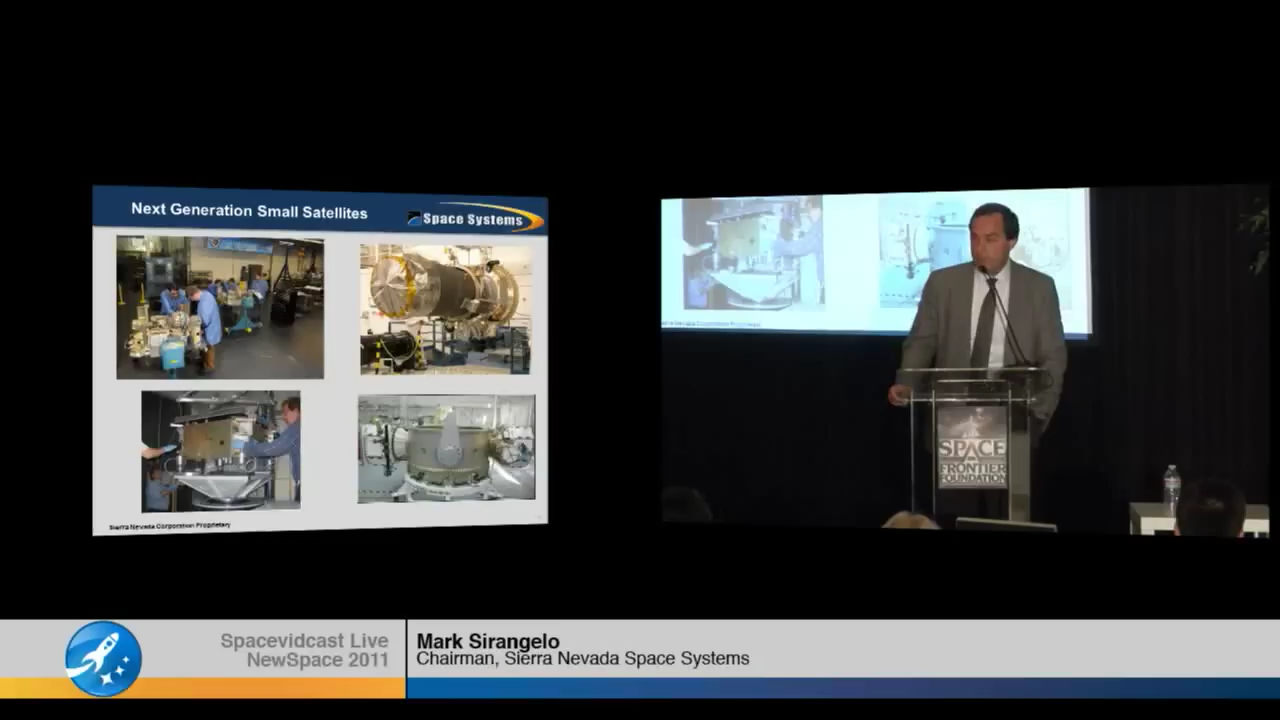 Next Generation Small Satellites
Space Systems
Sierra Nevada Corporation Proprietary
SPACE
FRONTIER
FOUNDATION
Spacevidcast Live
NewSpace 2011
Mark Sirangelo
Chairman, Sierra Nevada Space Systems